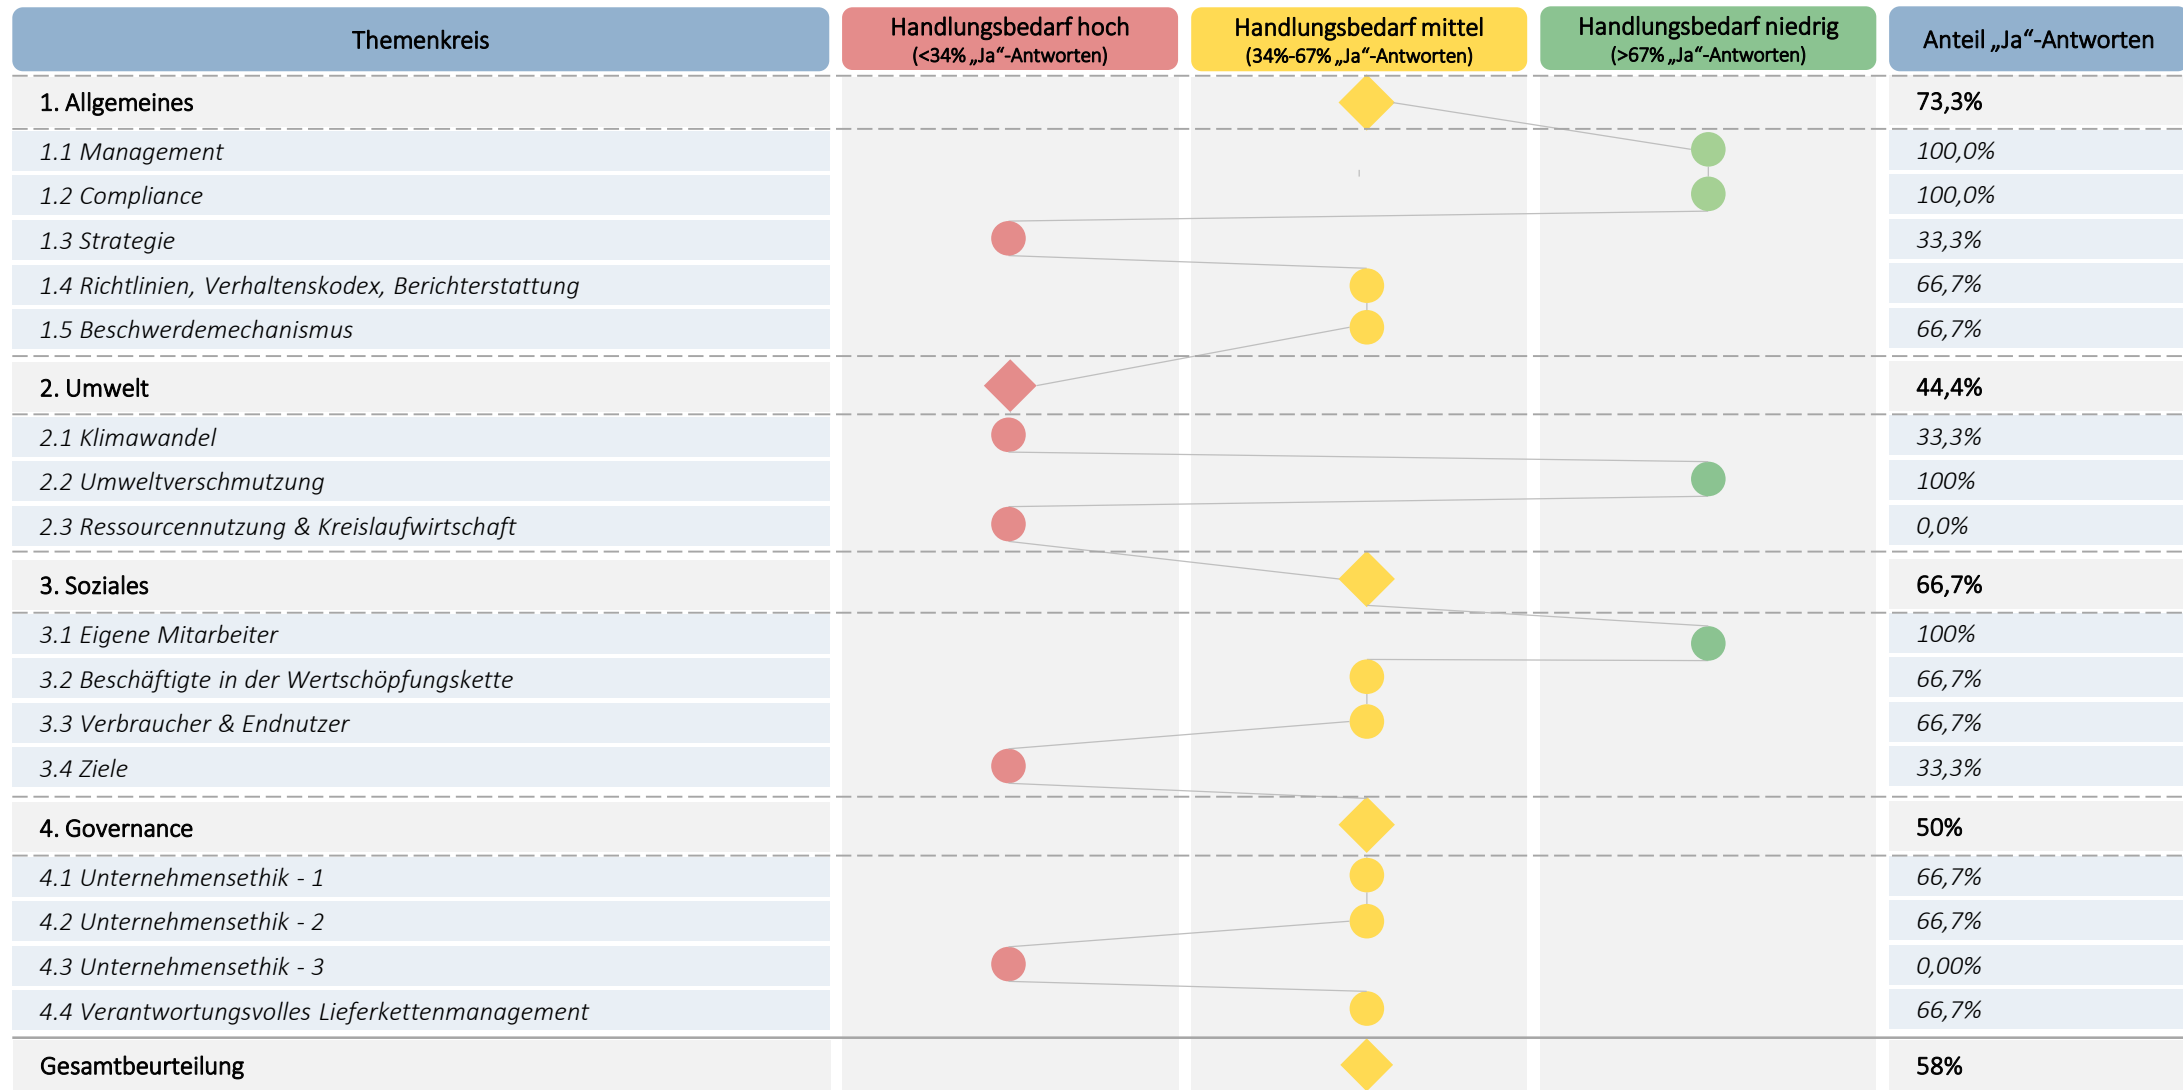 Themenkreis
Handlungsbedarf hoch
(<34% „Ja“-Antworten)
Handlungsbedarf mittel
(34%-67% „Ja“-Antworten)
Handlungsbedarf niedrig
(>67% „Ja“-Antworten)
Anteil „Ja“-Antworten
1. Allgemeines 73,3%
1.1 Management 100,0%
1.2 Compliance 100,0%
1.3 Strategie 33,3%
1.4 Richtlinien, Verhaltenskodex, Berichterstattung 66,7%
1.5 Beschwerdemechanismus 66,7%
2. Umwelt 44,4%
2.1 Klimawandel 33,3%
2.2 Umweltverschmutzung 100%
2.3 Ressourcennutzung & Kreislaufwirtschaft 0,0%
3. Soziales 66,7%
3.1 Eigene Mitarbeiter 100%
3.2 Beschäftigte in der Wertschöpfungskette 66,7%
3.3 Verbraucher & Endnutzer 66,7%
3.4 Ziele 33,3%
4. Governance 50%
4.1 Unternehmensethik - 1 66,7%
4.2 Unternehmensethik - 2 66,7%
4.3 Unternehmensethik - 3 0,00%
4.4 Verantwortungsvolles Lieferkettenmanagement 66,7%
Gesamtbeurteilung 58%